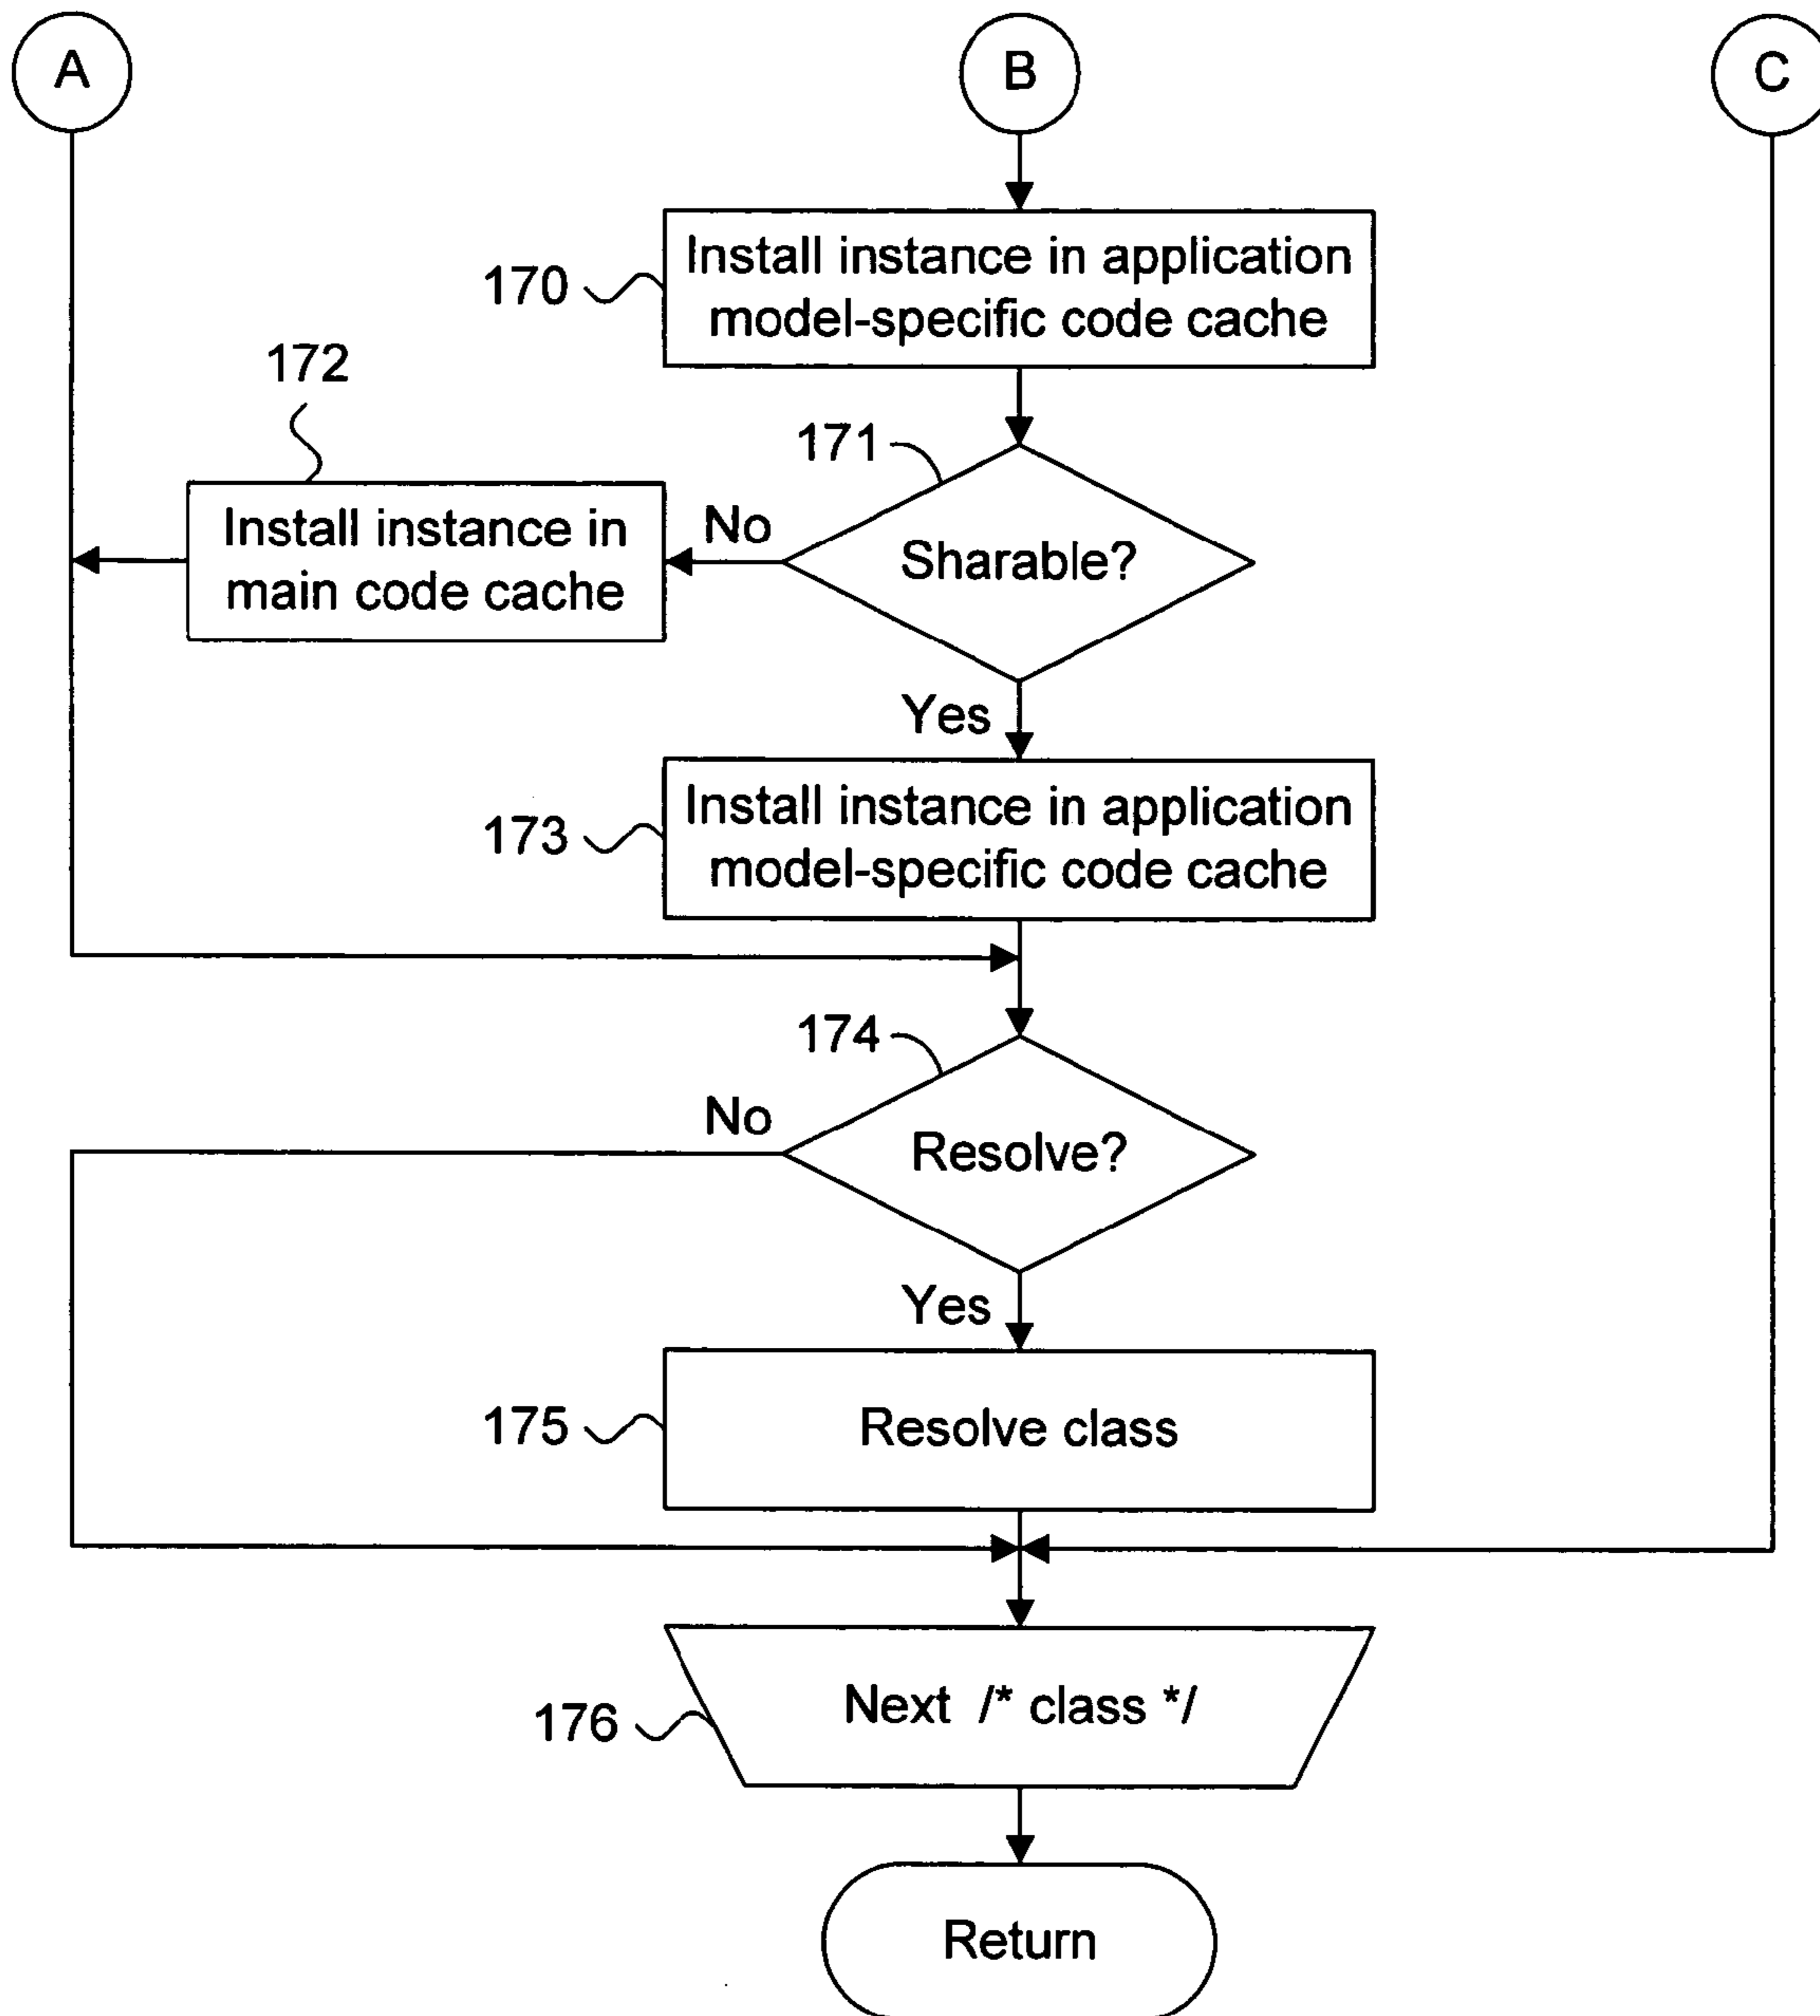 A
B
C
170
Install instance in application
model-specific code cache
172
171
Install instance in
main code cache
No
Sharable?
Yes
173
Install instance in application
model-specific code cache
174
No
Resolve?
Yes
175
Resolve class
176
Next /* class */
Return